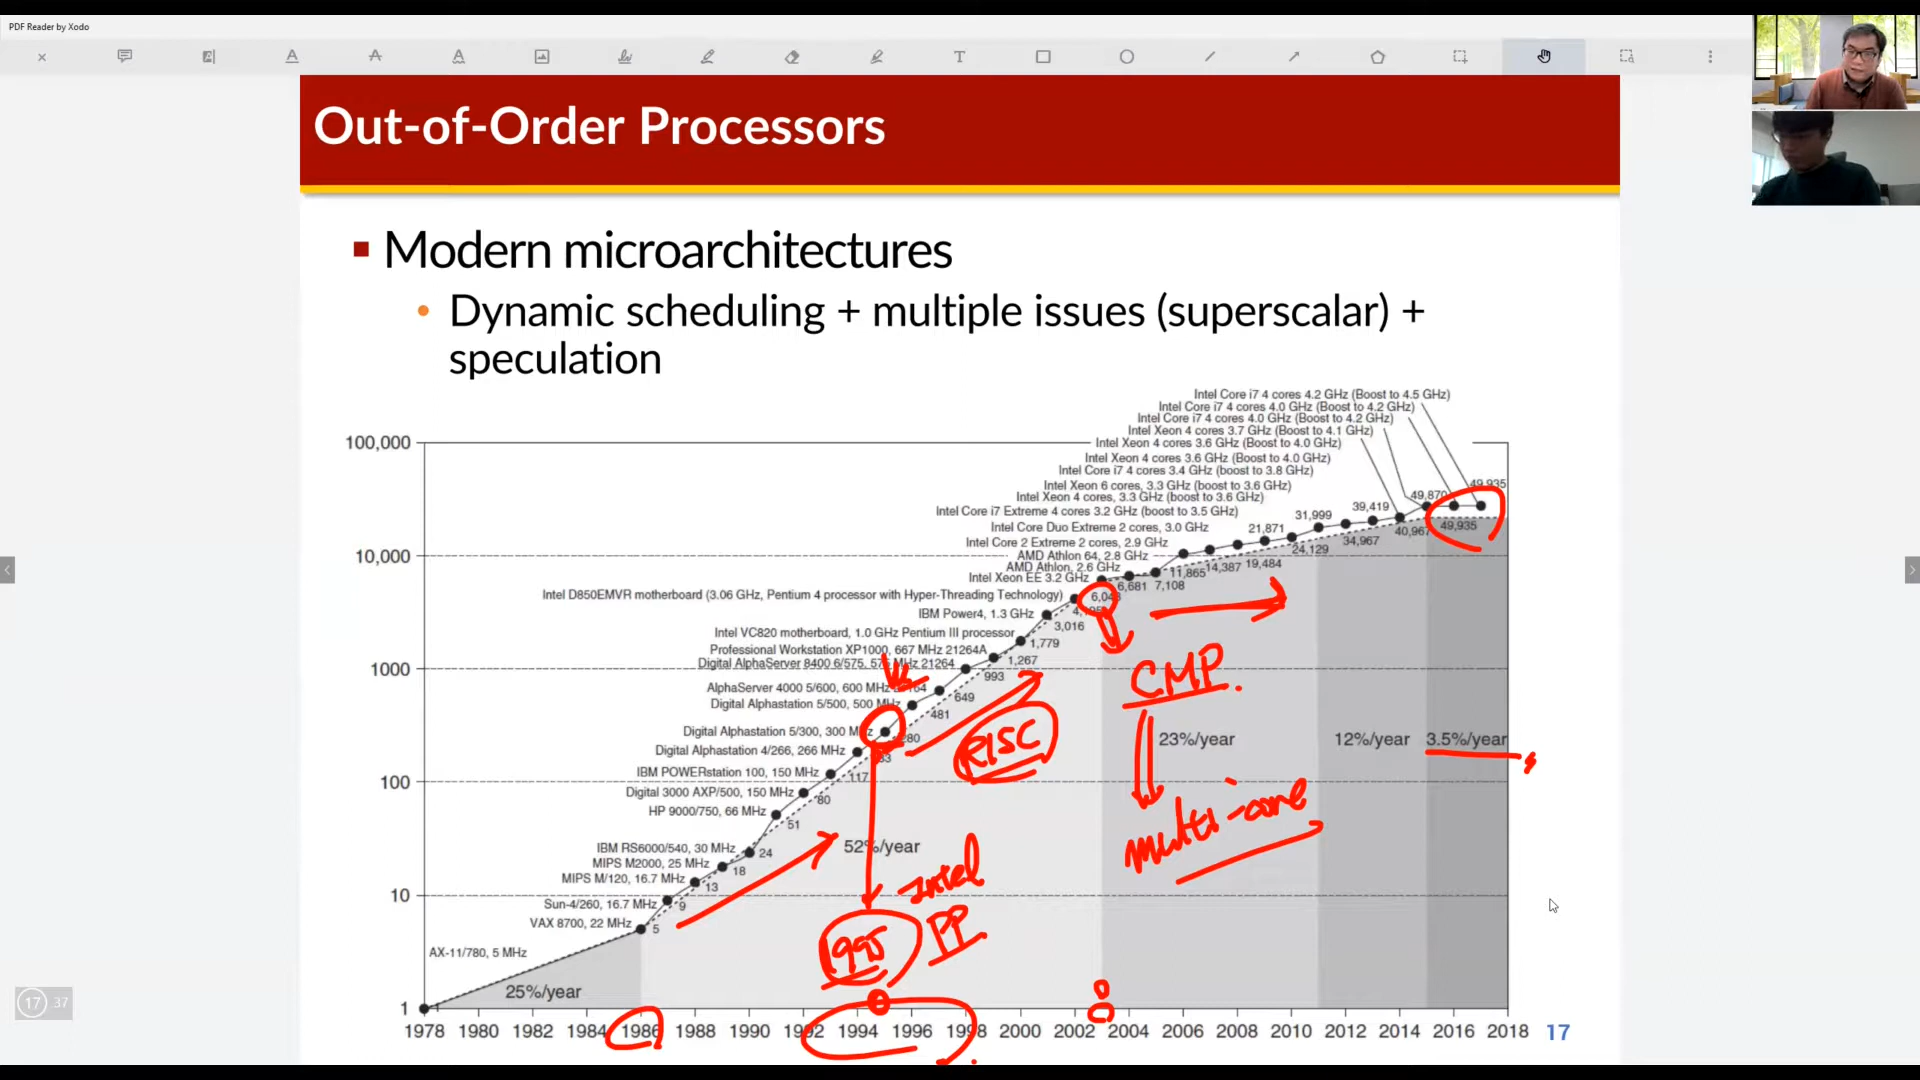 PDF Reader by Xodo
Out-of-Order Processors
Modern microarchitectures
Dynamic scheduling + multiple issues (superscalar) +
speculation
Intel Core i7 4 cores 4.2 GHz (Boost to 4.5 GHz)
Intel Core i7 4 cores 4.0 GHz (Boost to 4.2 GHz)
Intel Core i7 4 cores 4.0 GHz (Boost to 4.2 GHz)
Intel Xeon 4 cores 3.7 GHz (Boost to 4.1 GHz)
100,000
Intel Xeon 4 cores 3.6 GHz (Boost to 4.0 GHz)
Intel Xeon 4 cores 3.6 GHz (Boost to 4.0 GHz)
Intel Core i7 4 cores 3.4 GHz (boost to 3.8 GHz)
Intel Xeon 6 cores, 3.3 GHz (boost to 3.6 GHz)
Intel Xeon 4 cores, 3.3 GHz (boost to 3.6 GHz)
Intel Core i7 Extreme 4 cores 3.2 GHz (boost to 3.5 GHz)
Intel Core Duo Extreme 2 cores, 3.0 GHz
Intel Core 2 Extreme 2 cores, 2.9 GHz
10,000
AMD Athlon 64, 2.8 GHz
AMD Athlon, 2.6 GHz
Intel Xeon EE 3.2 GHz
Intel D850EMVR motherboard (3.06 GHz, Pentium 4 processor with Hyper-Threading Technology)
IBM Power4, 1.3 GHz
Intel VC820 motherboard, 1.0 GHz Pentium III processor
Professional Workstation XP1000, 667 MHz 21264A
Digital AlphaServer 8400 6/575, 575 MHz 21264
1000
AlphaServer 4000 5/600, 600 MHz
Digital Alphastation 5/500, 500 MHz
Digital Alphastation 5/300, 300 MHz
Digital Alphastation 4/266, 266 MHz
IBM POWERstation 100, 150 MHz
100
Digital 3000 AXP/500, 150 MHz
HP 9000/750, 66 MHz
IBM RS6000/540, 30 MHz
MIPS M2000, 25 MHz
MIPS M/120, 16.7 MHz
10
Sun-4/260, 16.7 MHz
VAX 8700, 22 MHz
AX-11/780, 5 MHz
1
5
9
13
18
24
51
80
117
280
481
649
993
1,267
1,779
3,016
6,681
7,108
11,865
14,387
19,484
21,871
24,129
31,999
34,967
39,419
40,967
49,870
49,935
49,935
25%/year
52%/year
23%/year
12%/year
3.5%/year
RISC
CMP.
multi-core
Intel
PP
1995
1978 1980 1982 1984 1986 1988 1990 1992 1994 1996 1998 2000 2002 2004 2006 2008 2010 2012 2014 2016 2018
17
17 37